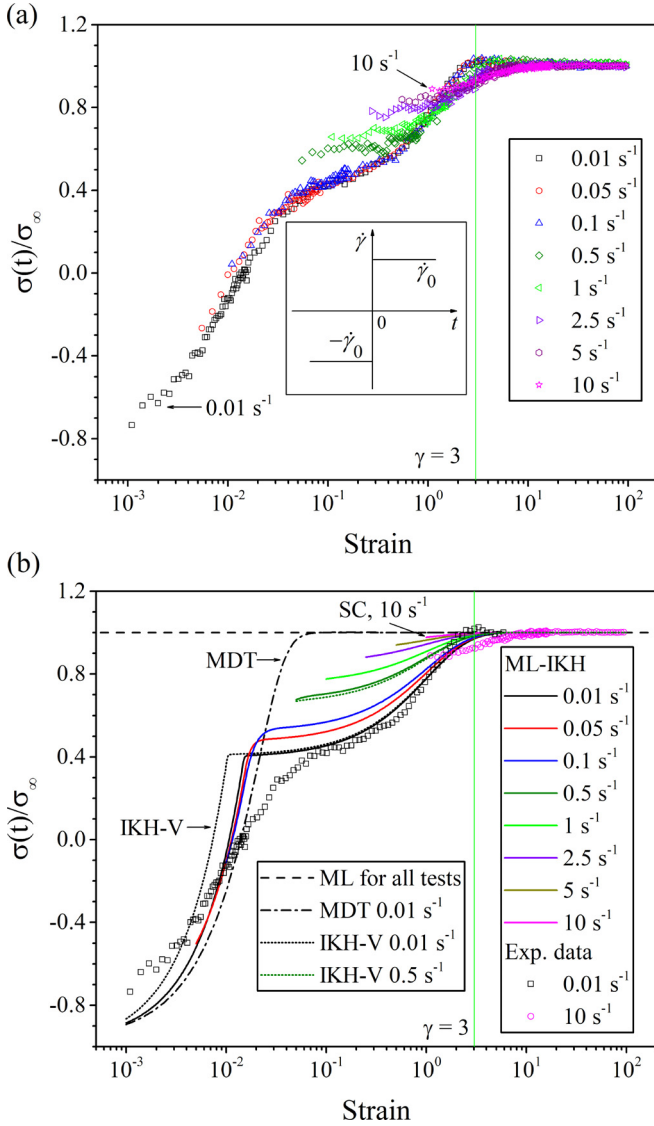 (a)
1.2
0.8
0.4
0.0
-0.4
-0.8
σ(t)/σ∞
10 s⁻¹
0.01 s⁻¹
γ̇
γ̇₀
0
t
−γ̇₀
γ = 3
0.01 s⁻¹
0.05 s⁻¹
0.1 s⁻¹
0.5 s⁻¹
1 s⁻¹
2.5 s⁻¹
5 s⁻¹
10 s⁻¹
10⁻³ 10⁻² 10⁻¹ 10⁰ 10¹ 10²
Strain
(b)
1.2
0.8
0.4
0.0
-0.4
-0.8
σ(t)/σ∞
SC, 10 s⁻¹
MDT
IKH-V
ML for all tests
MDT 0.01 s⁻¹
IKH-V 0.01 s⁻¹
IKH-V 0.5 s⁻¹
γ = 3
ML-IKH
0.01 s⁻¹
0.05 s⁻¹
0.1 s⁻¹
0.5 s⁻¹
1 s⁻¹
2.5 s⁻¹
5 s⁻¹
10 s⁻¹
Exp. data
0.01 s⁻¹
10 s⁻¹
10⁻³ 10⁻² 10⁻¹ 10⁰ 10¹ 10²
Strain